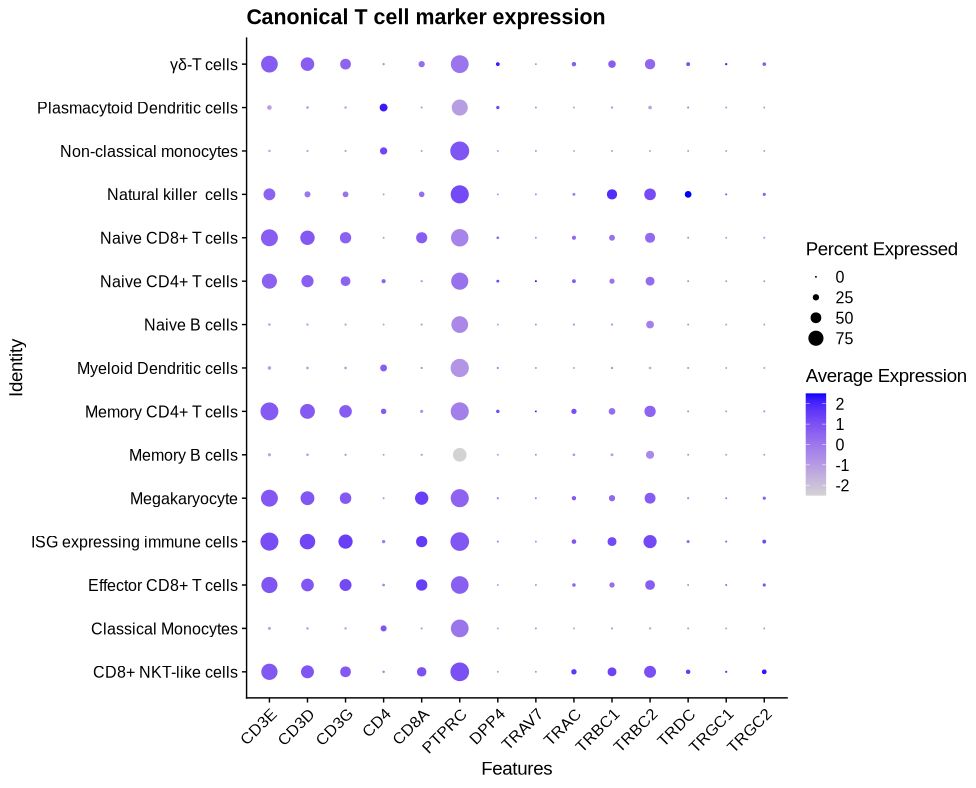 Canonical T cell marker expression
Identity
γδ-T cells
Plasmacytoid Dendritic cells
Non-classical monocytes
Natural killer  cells
Naive CD8+ T cells
Naive CD4+ T cells
Naive B cells
Myeloid Dendritic cells
Memory CD4+ T cells
Memory B cells
Megakaryocyte
ISG expressing immune cells
Effector CD8+ T cells
Classical Monocytes
CD8+ NKT-like cells
CD3E
CD3D
CD3G
CD4
CD8A
PTPRC
DPP4
TRAV7
TRAC
TRBC1
TRBC2
TRDC
TRGC1
TRGC2
Features
Percent Expressed
0
25
50
75
Average Expression
2
1
0
-1
-2